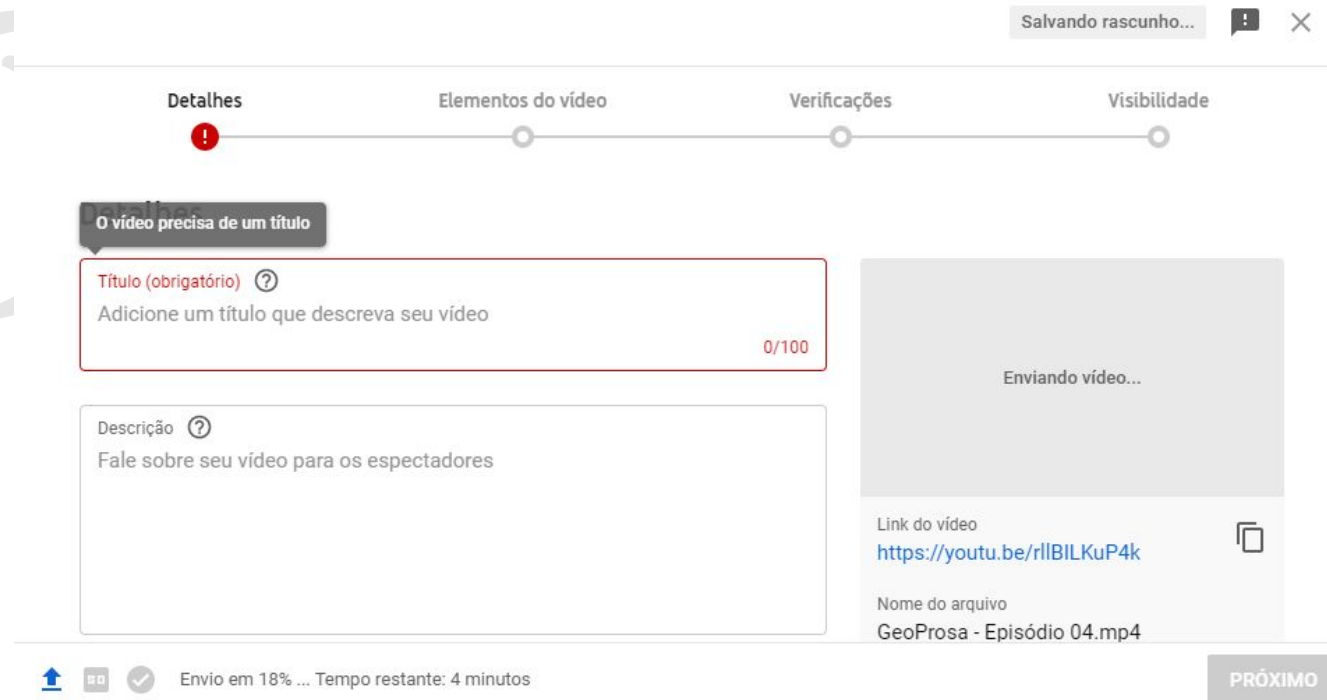 Salvando rascunho...
Detalhes
Elementos do vídeo
Verificações
Visibilidade
Detalhes
O vídeo precisa de um título
Título (obrigatório)
Adicione um título que descreva seu vídeo
0/100
Enviando vídeo...
Descrição
Fale sobre seu vídeo para os espectadores
Link do vídeo
https://youtu.be/rllBILKuP4k
Nome do arquivo
GeoProsa - Episódio 04.mp4
SD
Envio em 18% ... Tempo restante: 4 minutos
PRÓXIMO